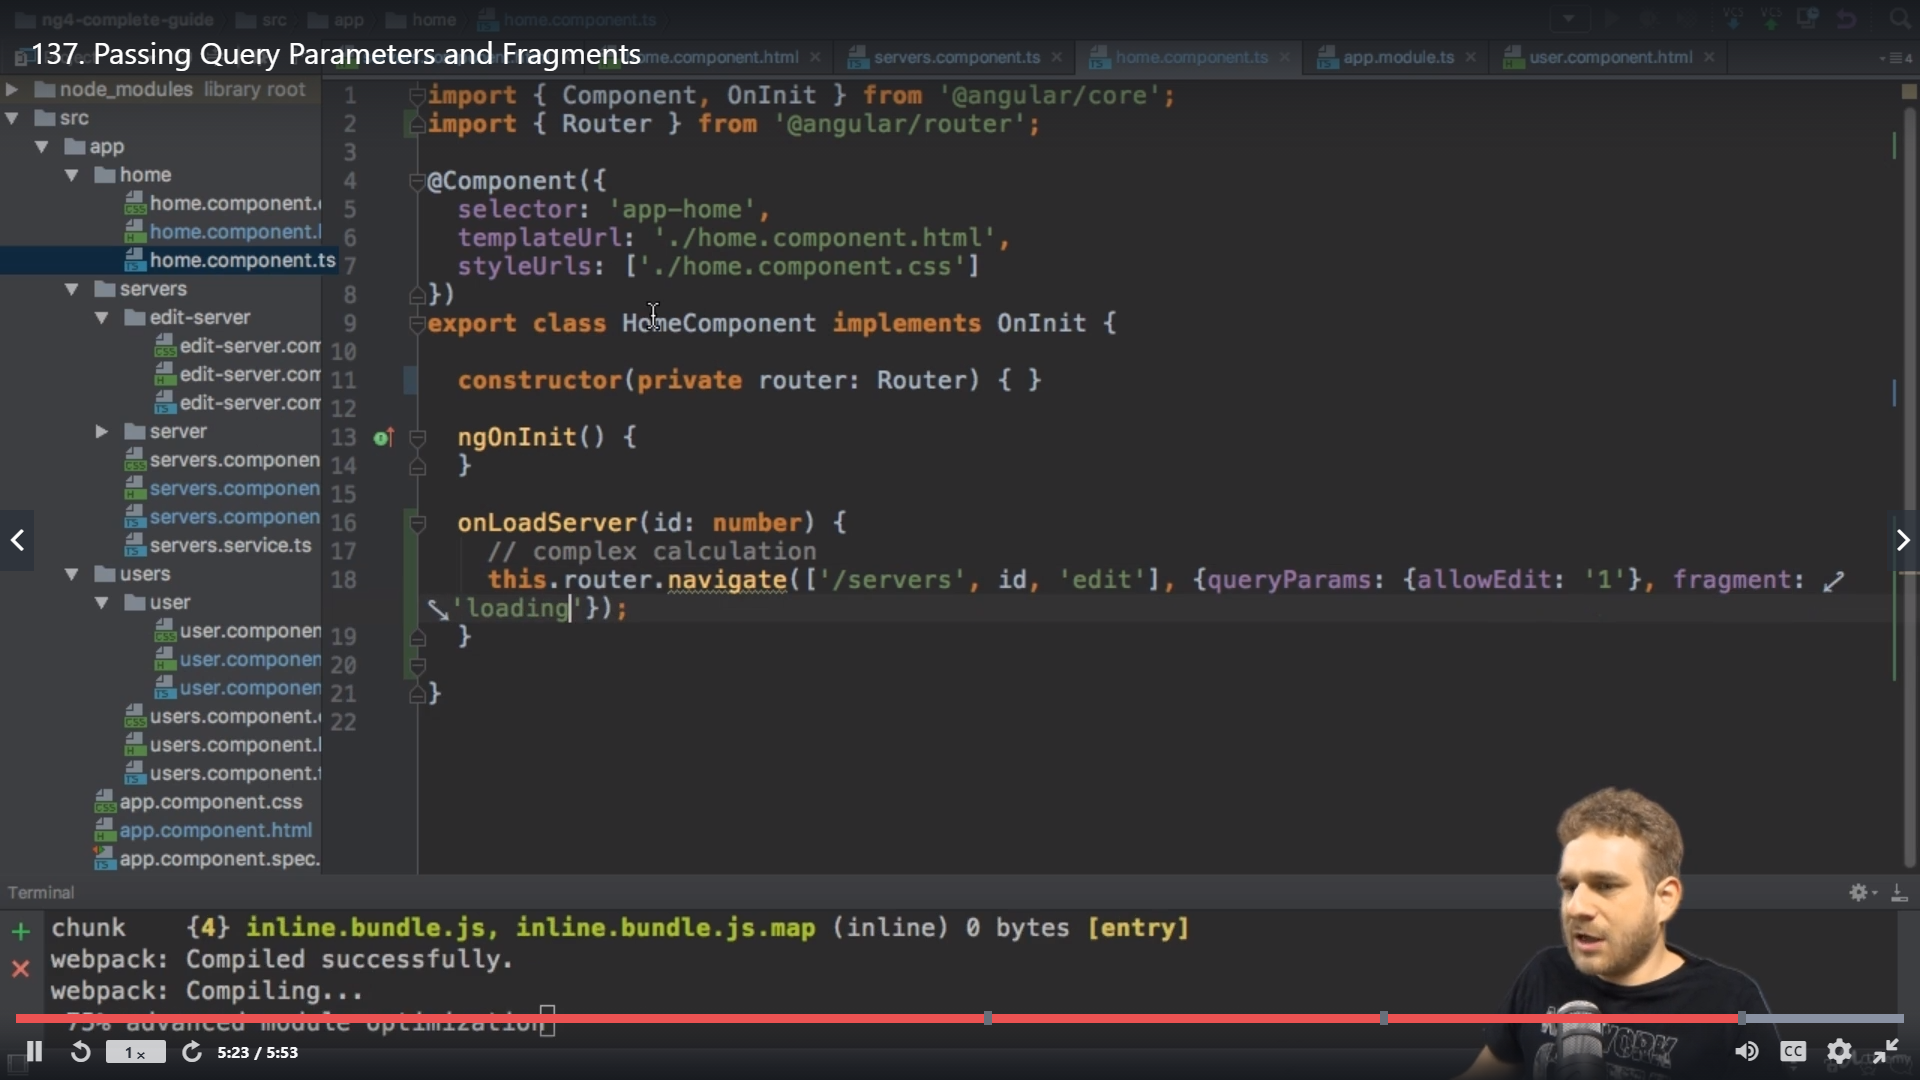 ng4-complete-guide src app home home.component.ts
137. Passing Query Parameters and Fragments
ome.component.html
servers.component.ts
home.component.ts
app.module.ts
user.component.html
node_modules library root
src
app
home
home.component.
home.component.
home.component.ts
servers
edit-server
edit-server.com
edit-server.com
edit-server.com
server
servers.componen
servers.componen
servers.componen
servers.service.ts
users
user
user.componen
user.componen
user.componen
users.component.
users.component.
users.component.
app.component.css
app.component.html
app.component.spec.
1 import { Component, OnInit } from '@angular/core';
2 import { Router } from '@angular/router';
3
4 @Component({
5 selector: 'app-home',
6 templateUrl: './home.component.html',
7 styleUrls: ['./home.component.css']
8 })
9 export class HomeComponent implements OnInit {
10
11 constructor(private router: Router) { }
12
13 ngOnInit() {
14 }
15
16 onLoadServer(id: number) {
17 // complex calculation
18 this.router.navigate(['/servers', id, 'edit'], {queryParams: {allowEdit: '1'}, fragment:
'loading'});
19 }
20
21 }
22
Terminal
chunk {4} inline.bundle.js, inline.bundle.js.map (inline) 0 bytes [entry]
webpack: Compiled successfully.
webpack: Compiling...
75% advanced module optimization
1 x
5:23 / 5:53
CC